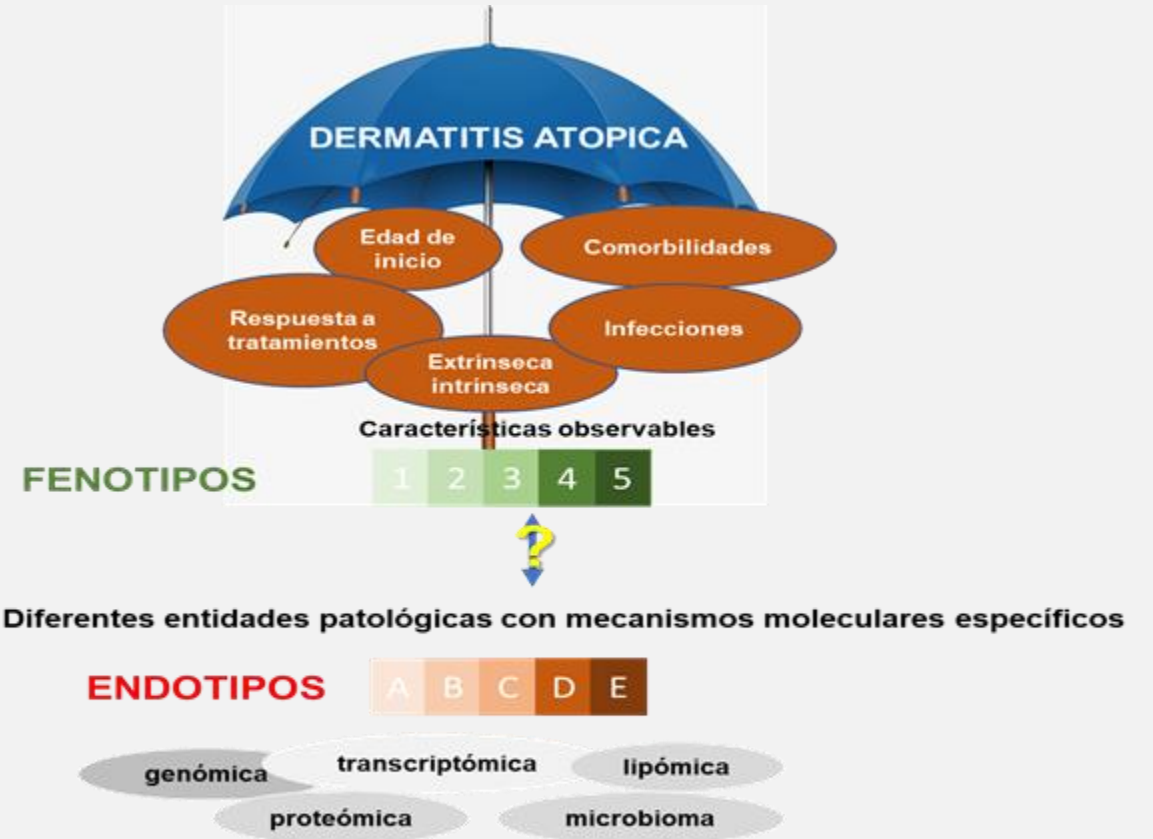 DERMATITIS ATOPICA
Edad de
inicio
Comorbilidades
Respuesta a
tratamientos
Infecciones
Extrínseca
intrínseca
Características observables
FENOTIPOS
1 2 3 4 5
?
Diferentes entidades patológicas con mecanismos moleculares específicos
ENDOTIPOS
A B C D E
genómica
transcriptómica
lipómica
proteómica
microbioma